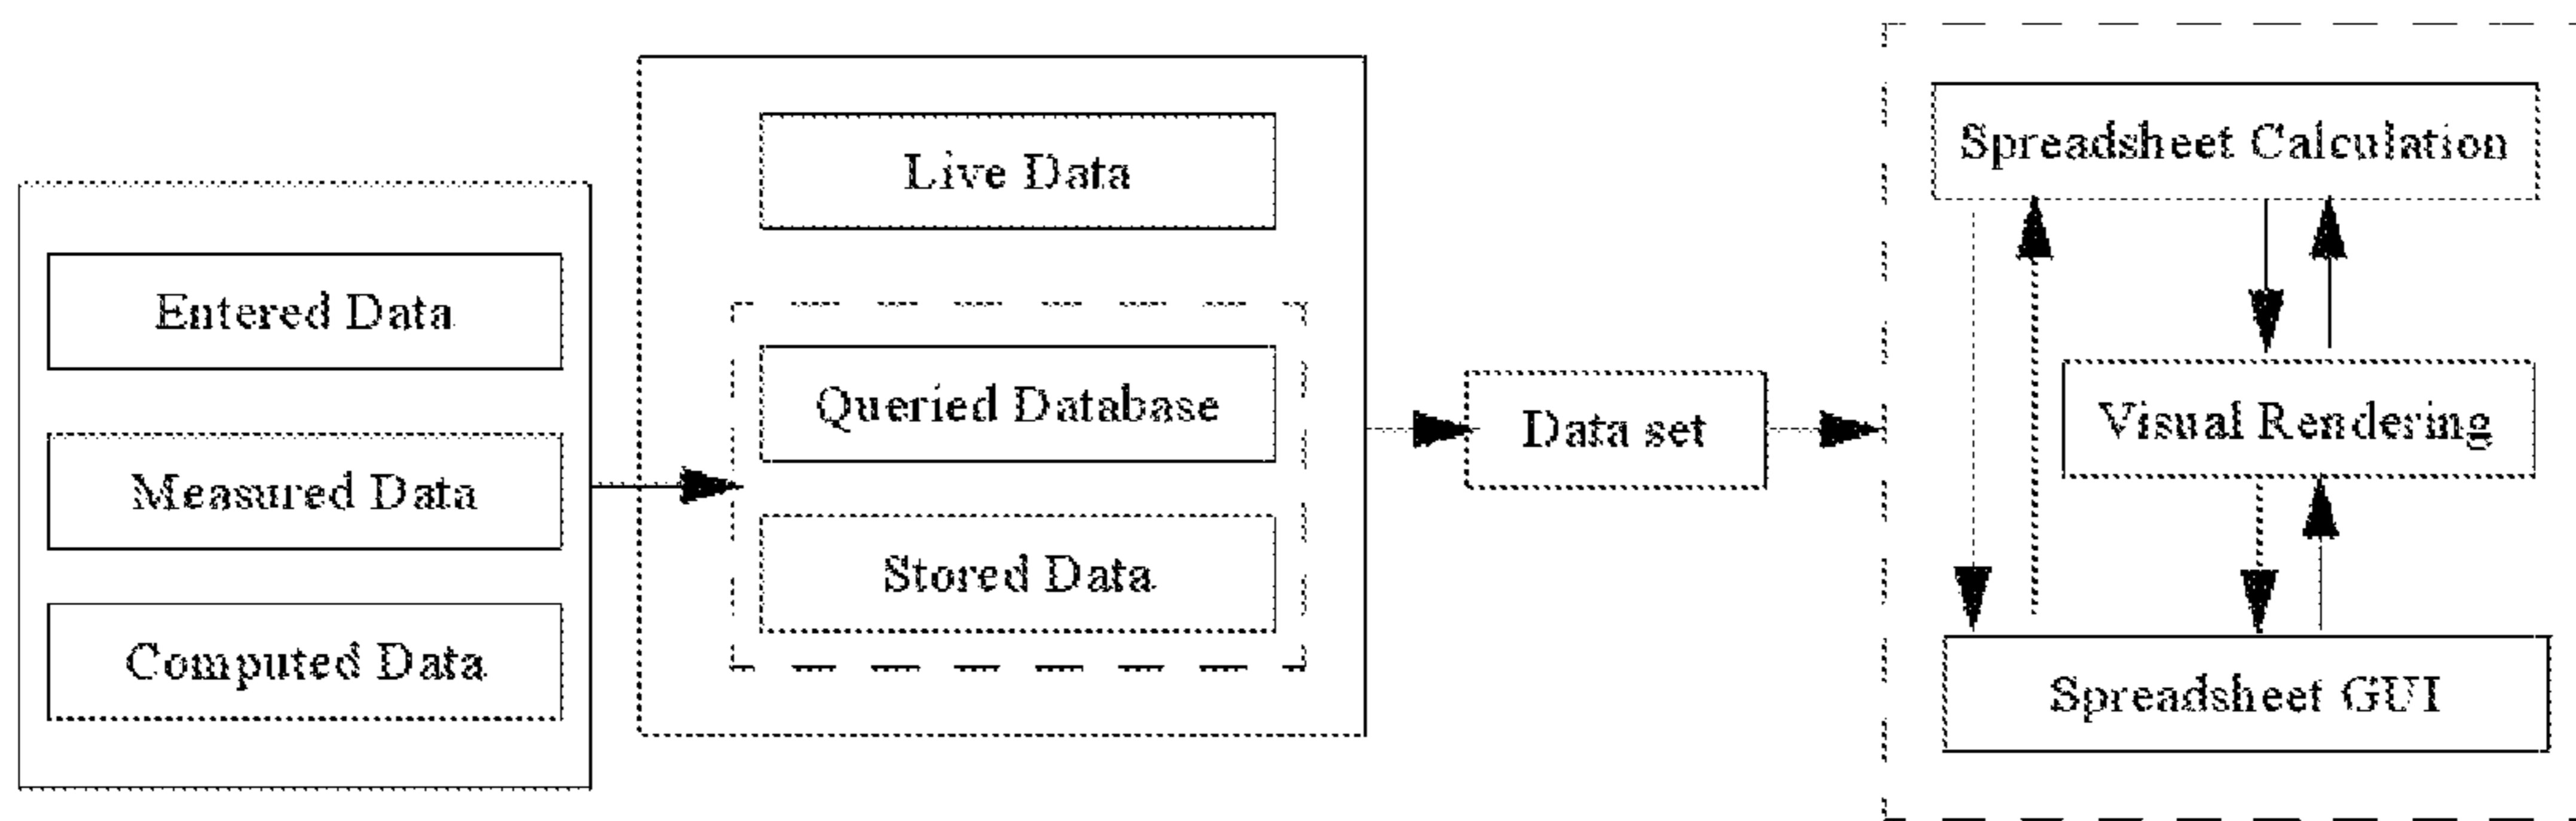 Entered Data
Measured Data
Computed Data
Live Data
Queried Database
Stored Data
Data set
Spreadsheet Calculation
Visual Rendering
Spreadsheet GUI